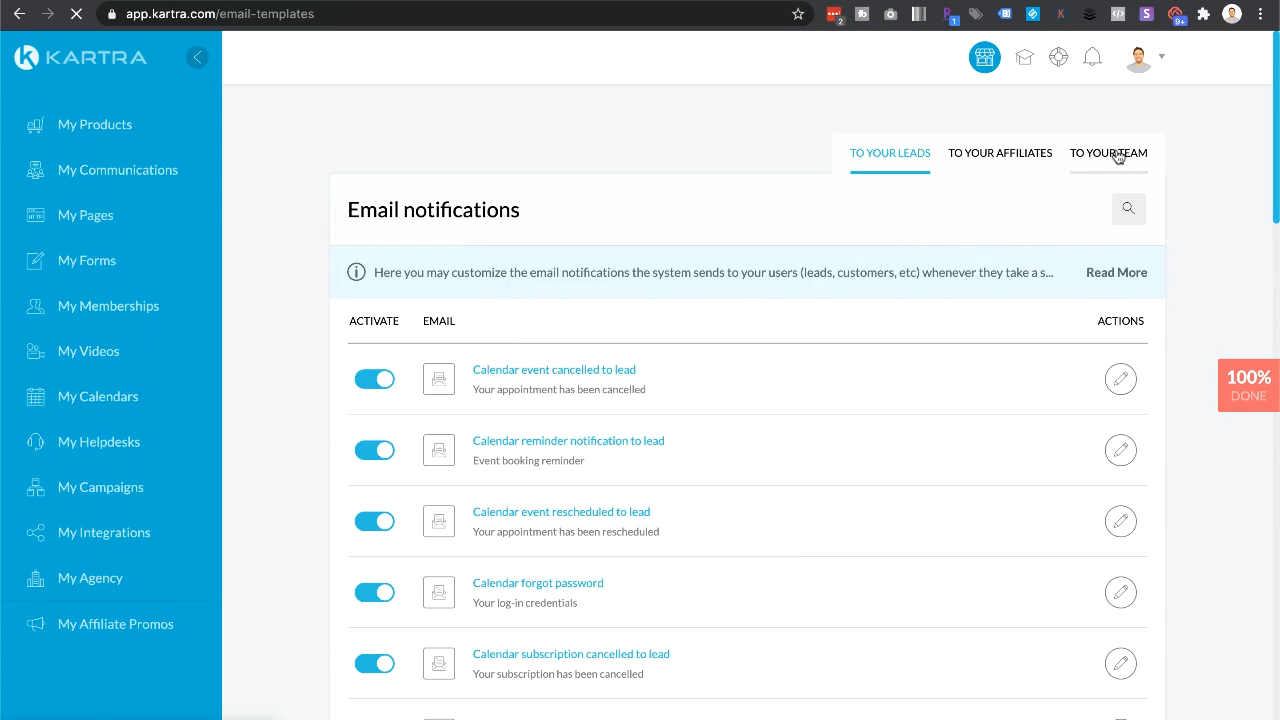 app.kartra.com/email-templates
2
1
9+
KARTRA
My Products
My Communications
My Pages
My Forms
My Memberships
My Videos
My Calendars
My Helpdesks
My Campaigns
My Integrations
My Agency
My Affiliate Promos
TO YOUR LEADS TO YOUR AFFILIATES TO YOUR TEAM
Email notifications
Here you may customize the email notifications the system sends to your users (leads, customers, etc) whenever they take a s... Read More
ACTIVATE EMAIL ACTIONS
Calendar event cancelled to lead
Your appointment has been cancelled
Calendar reminder notification to lead
Event booking reminder
Calendar event rescheduled to lead
Your appointment has been rescheduled
Calendar forgot password
Your log-in credentials
Calendar subscription cancelled to lead
Your subscription has been cancelled
100%
DONE